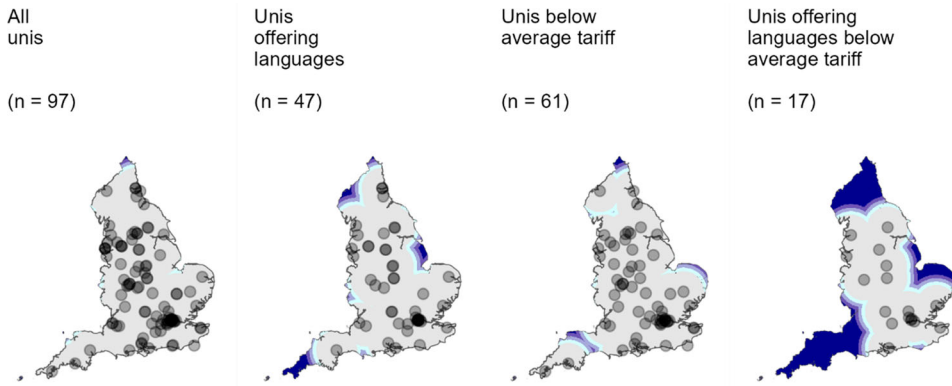 All
unis
(n = 97)
Unis
offering
languages
(n = 47)
Unis below
average tariff
(n = 61)
Unis offering
languages below
average tariff
(n = 17)